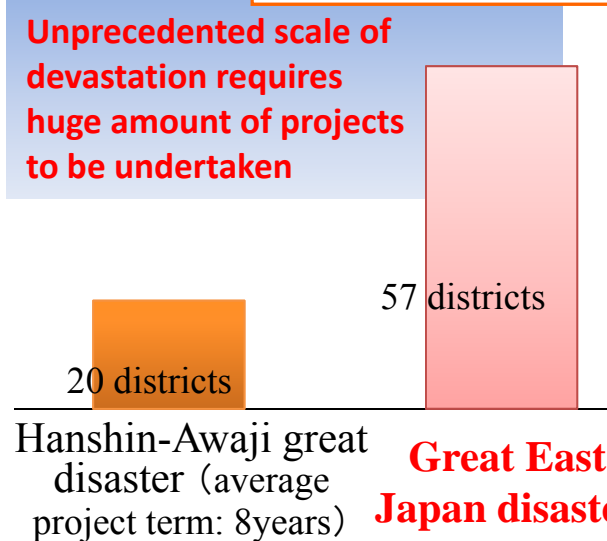 Unprecedented scale of
devastation requires
huge amount of projects
to be undertaken
57 districts
20 districts
Hanshin-Awaji great
disaster（average
project term: 8years）
Great East
Japan